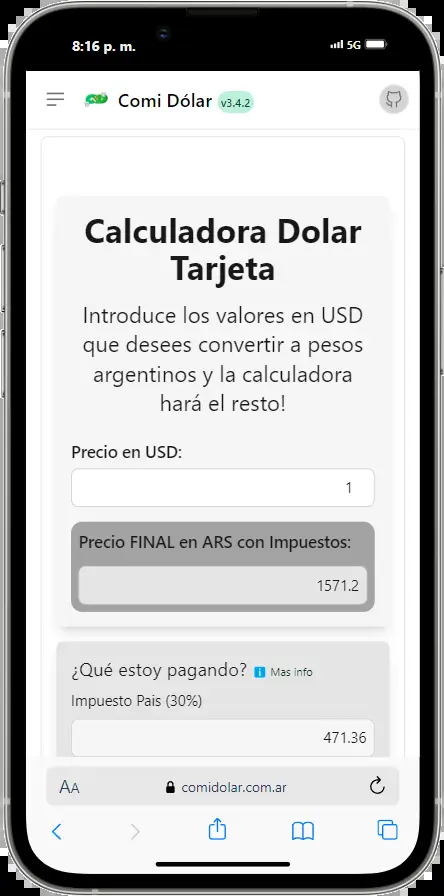 8:16 p. m.
5G
Comi Dólar v3.4.2
Calculadora Dolar
Tarjeta
Introduce los valores en USD
que desees convertir a pesos
argentinos y la calculadora
hará el resto!
Precio en USD:
1
Precio FINAL en ARS con Impuestos:
1571.2
¿Qué estoy pagando? i Mas info
Impuesto Pais (30%)
471.36
AA comidolar.com.ar